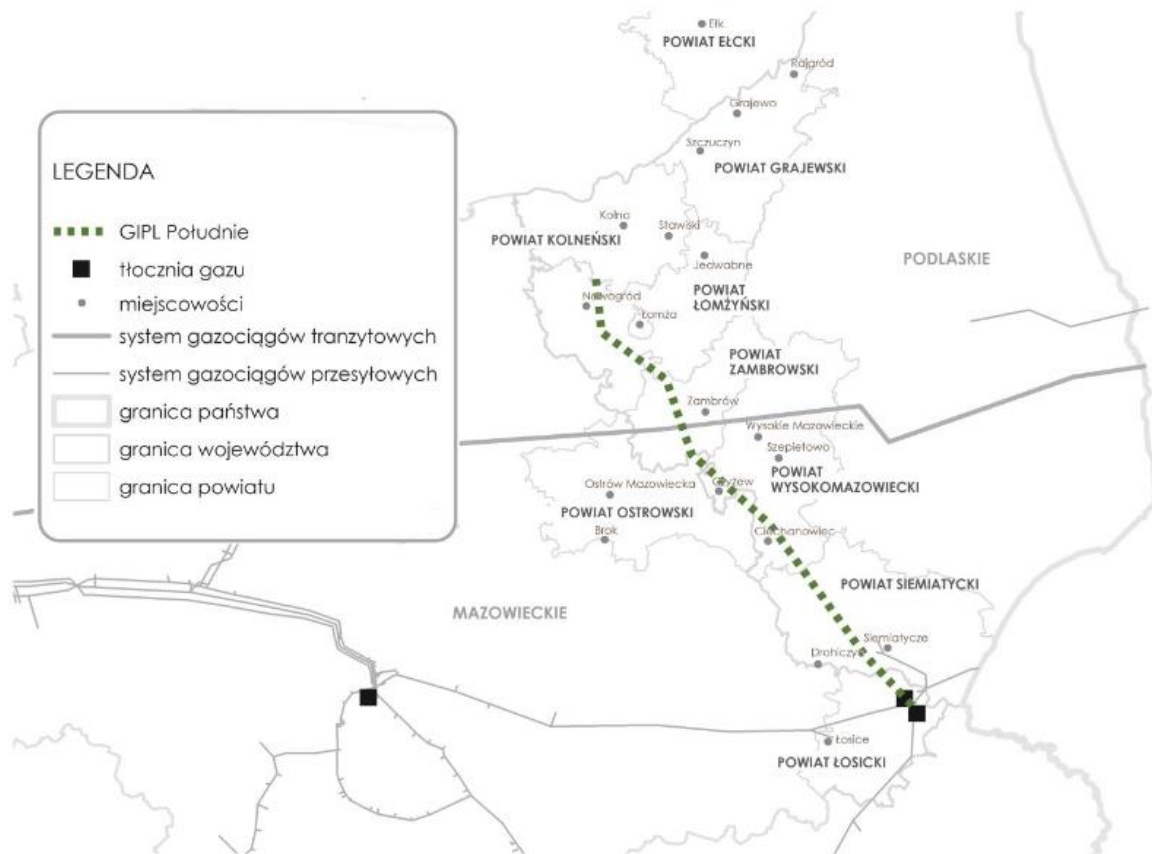 Ełk
POWIAT EŁCKI
Rajgród
Grajewo
Szczuczyn
POWIAT GRAJEWSKI
LEGENDA
GIPL Południe
tłocznia gazu
miejscowości
system gazociągów tranzytowych
system gazociągów przesyłowych
granica państwa
granica województwa
granica powiatu
Kolno
Stawiski
POWIAT KOLNEŃSKI
Jedwabne
PODLASKIE
POWIAT
ŁOMŻYŃSKI
Nowogród
Łomża
POWIAT
ZAMBROWSKI
Zambrów
Wysokie Mazowieckie
Szepietowo
POWIAT
WYSOKOMAZOWIECKI
Ostrów Mazowiecka
Czyżew
POWIAT OSTROWSKI
Brok
Ciechanowiec
POWIAT SIEMIATYCKI
MAZOWIECKIE
Siemiatycze
Drohiczyn
Łosice
POWIAT ŁOSICKI